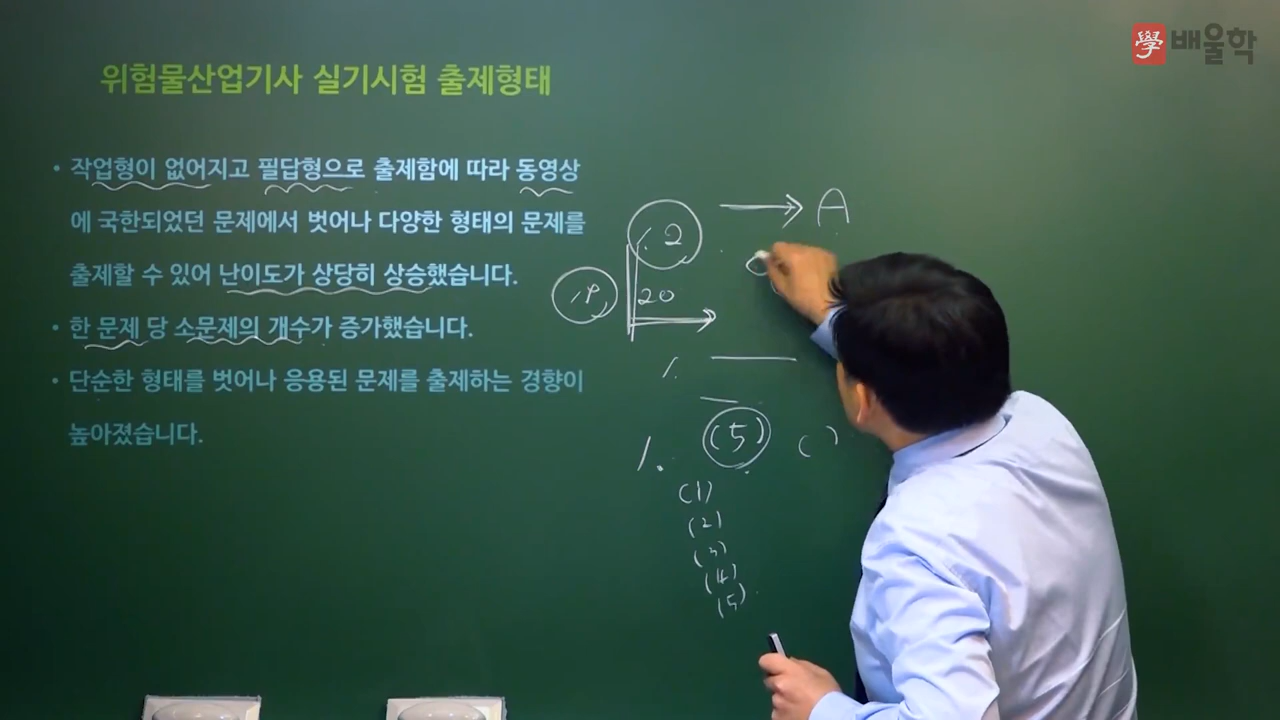 學 배울학
위험물산업기사 실기시험 출제형태
• 작업형이 없어지고 필답형으로 출제함에 따라 동영상
에 국한되었던 문제에서 벗어나 다양한 형태의 문제를
출제할 수 있어 난이도가 상당히 상승했습니다.
• 한 문제 당 소문제의 개수가 증가했습니다.
• 단순한 형태를 벗어나 응용된 문제를 출제하는 경향이
높아졌습니다.
2 → A
20
1.
1. (5) ( )
(1)
(2)
(3)
(4)
(5)